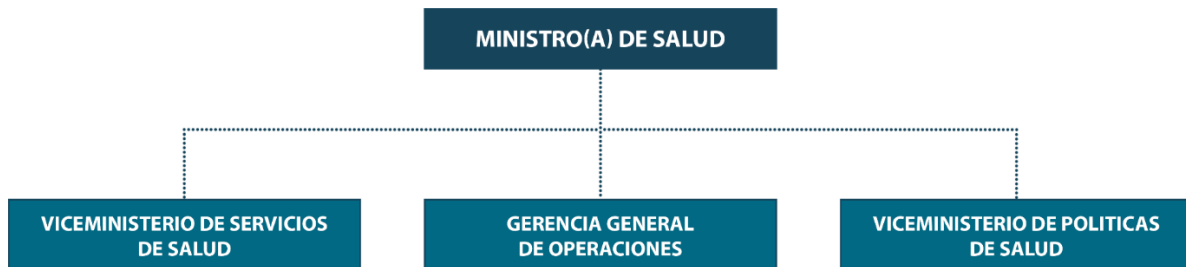 MINISTRO(A) DE SALUD
VICEMINISTERIO DE SERVICIOS
DE SALUD
GERENCIA GENERAL
DE OPERACIONES
VICEMINISTERIO DE POLITICAS
DE SALUD